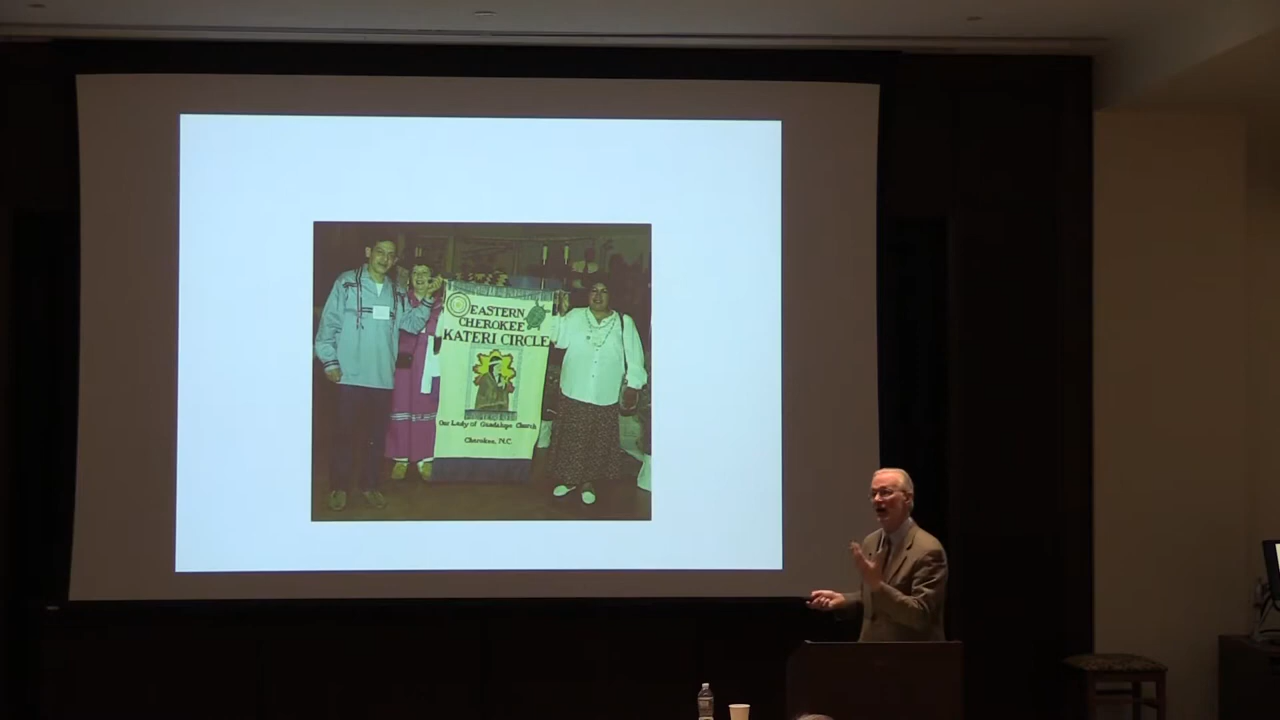 EASTERN
CHEROKEE
KATERI CIRCLE
Our Lady of Guadalupe Church
Cherokee, N.C.